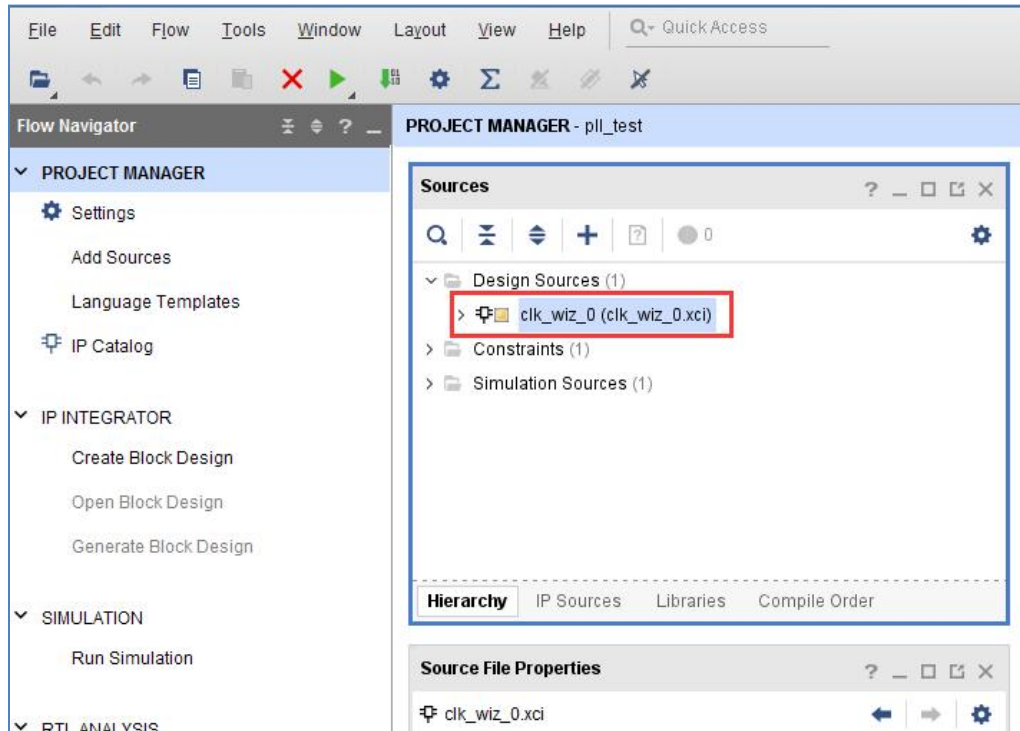 File Edit Flow Tools Window Layout View Help Quick Access
Flow Navigator ? _
PROJECT MANAGER - pll_test
PROJECT MANAGER
Settings
Add Sources
Language Templates
IP Catalog
IP INTEGRATOR
Create Block Design
Open Block Design
Generate Block Design
SIMULATION
Run Simulation
RTL ANALYSIS
Sources
0
Design Sources (1)
clk_wiz_0 (clk_wiz_0.xci)
Constraints (1)
Simulation Sources (1)
Hierarchy IP Sources Libraries Compile Order
Source File Properties
clk_wiz_0.xci